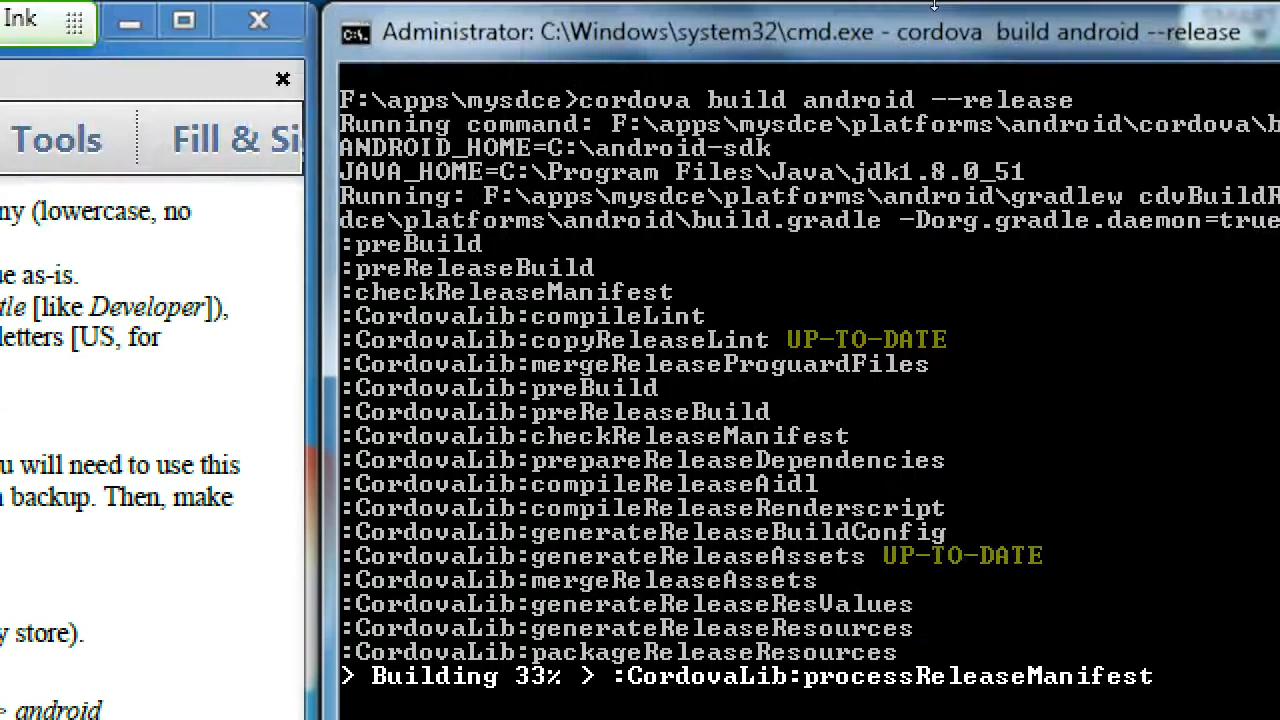 Ink
Administrator: C:\Windows\system32\cmd.exe - cordova build android --release
Tools
Fill & Si
ny (lowercase, no
ue as-is.
tle [like Developer]),
letters [US, for
u will need to use this
n backup. Then, make
y store).
> android
F:\apps\mysdce>cordova build android --release
Running command: F:\apps\mysdce\platforms\android\cordova\b
ANDROID_HOME=C:\android-sdk
JAVA_HOME=C:\Program Files\Java\jdk1.8.0_51
Running: F:\apps\mysdce\platforms\android\gradlew cdvBuildR
dce\platforms\android\build.gradle -Dorg.gradle.daemon=true
:preBuild
:preReleaseBuild
:checkReleaseManifest
:CordovaLib:compileLint
:CordovaLib:copyReleaseLint UP-TO-DATE
:CordovaLib:mergeReleaseProguardFiles
:CordovaLib:preBuild
:CordovaLib:preReleaseBuild
:CordovaLib:checkReleaseManifest
:CordovaLib:prepareReleaseDependencies
:CordovaLib:compileReleaseAidl
:CordovaLib:compileReleaseRenderscript
:CordovaLib:generateReleaseBuildConfig
:CordovaLib:generateReleaseAssets UP-TO-DATE
:CordovaLib:mergeReleaseAssets
:CordovaLib:generateReleaseResValues
:CordovaLib:generateReleaseResources
:CordovaLib:packageReleaseResources
> Building 33% > :CordovaLib:processReleaseManifest